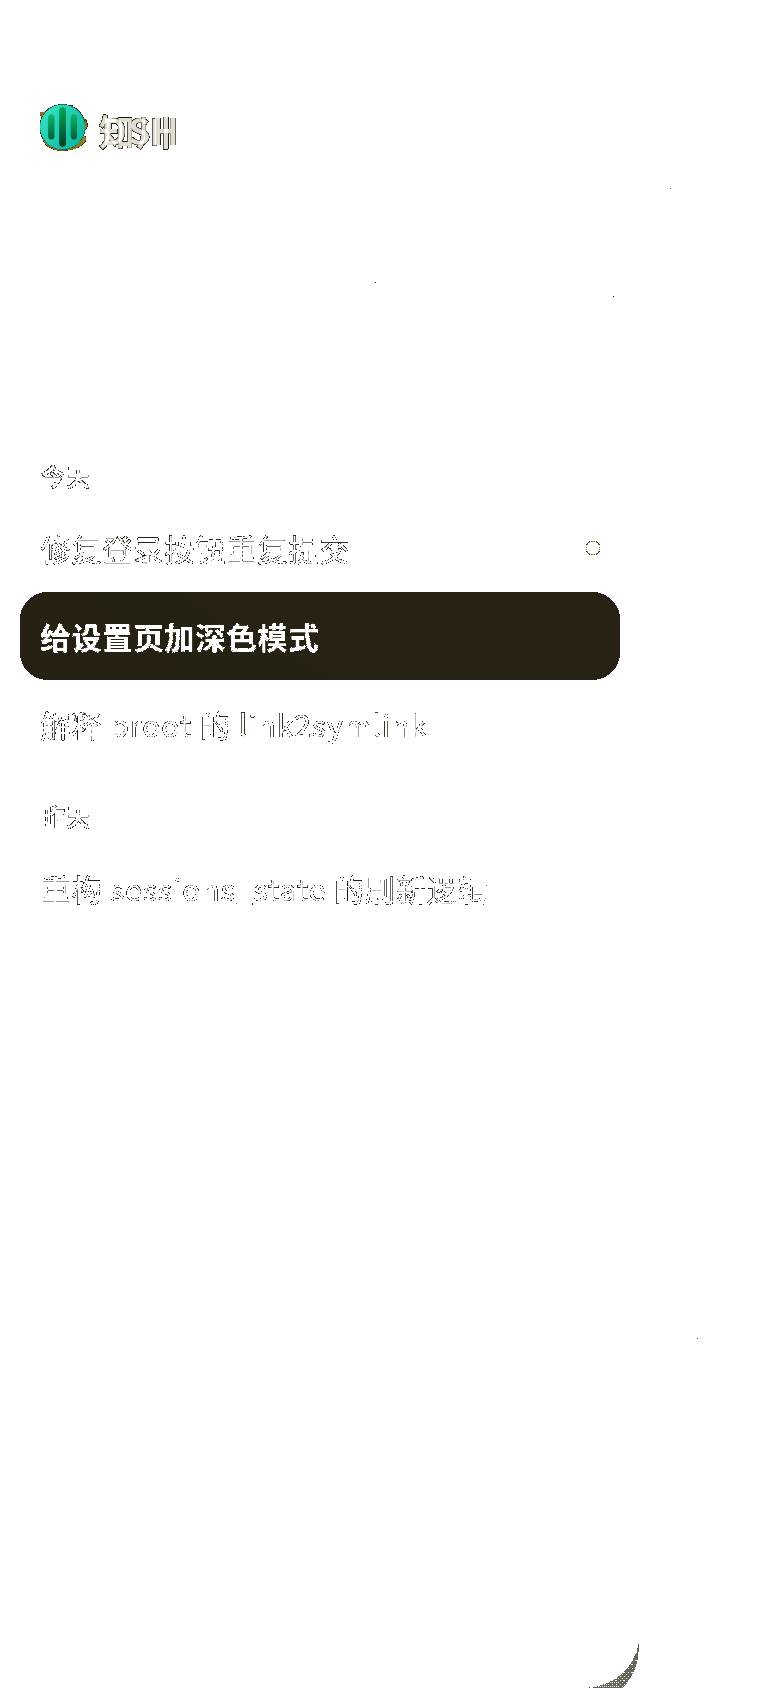 知SH
今天
修复登录按钮重复提交
给设置页加深色模式
解释 proot 的 link2symlink
昨天
重构 sessions_state 的刷新逻辑